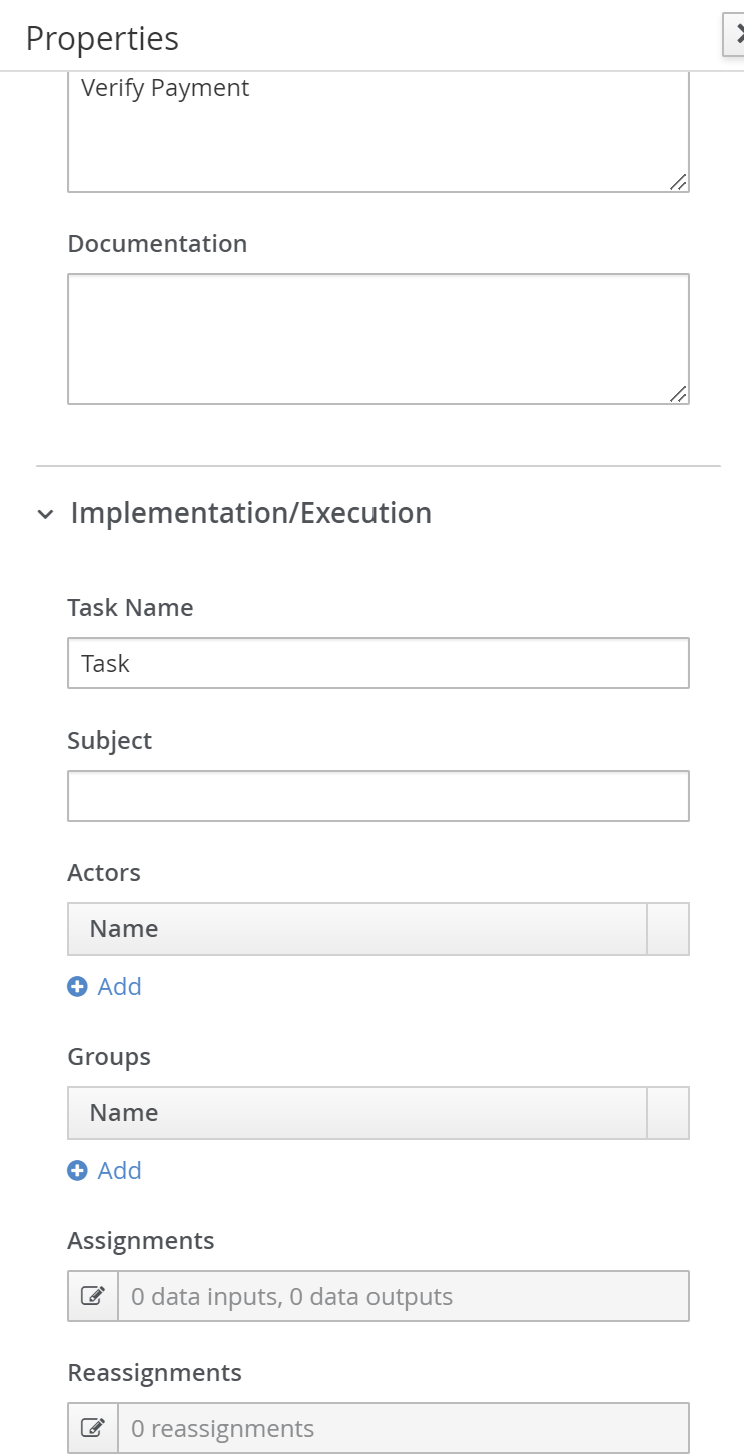 Properties
Verify Payment
Documentation
Implementation/Execution
Task Name
Task
Subject
Actors
Name
Add
Groups
Name
Add
Assignments
0 data inputs, 0 data outputs
Reassignments
0 reassignments